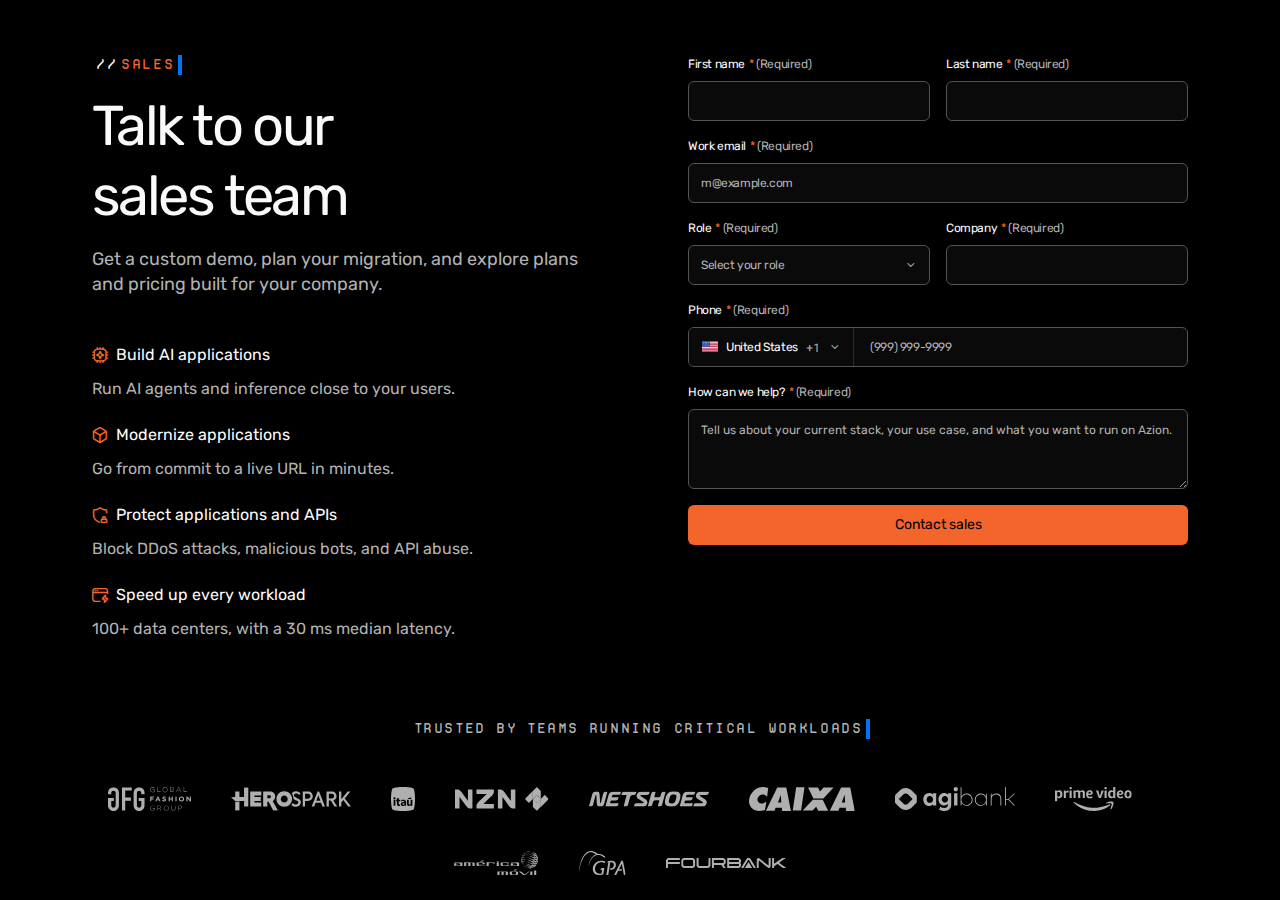 // SALES
Talk to our
sales team
Get a custom demo, plan your migration, and explore plans
and pricing built for your company.
Build AI applications
Run AI agents and inference close to your users.
Modernize applications
Go from commit to a live URL in minutes.
Protect applications and APIs
Block DDoS attacks, malicious bots, and API abuse.
Speed up every workload
100+ data centers, with a 30 ms median latency.
First name *(Required)
Last name *(Required)
Work email *(Required)
m@example.com
Role *(Required)
Company *(Required)
Select your role
Phone *(Required)
United States +1
(999) 999-9999
How can we help? *(Required)
Tell us about your current stack, your use case, and what you want to run on Azion.
Contact sales
TRUSTED BY TEAMS RUNNING CRITICAL WORKLOADS
GFG GLOBAL FASHION GROUP
HEROSPARK
itaú
NZN
NETSHOES
CAIXA
agibank
prime video
américa móvil
GPA
FOURBANK